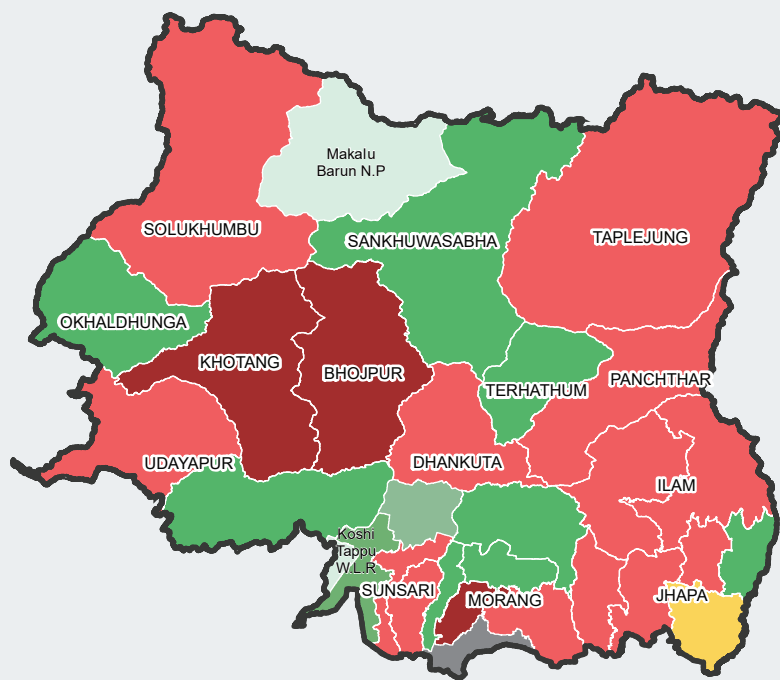 Makalu
Barun N.P
SOLUKHUMBU
SANKHUWASABHA
TAPLEJUNG
OKHALDHUNGA
KHOTANG
BHOJPUR
TERHATHUM
PANCHTHAR
UDAYAPUR
DHANKUTA
ILAM
Koshi
Tappu
W.L.R
SUNSARI
MORANG
JHAPA